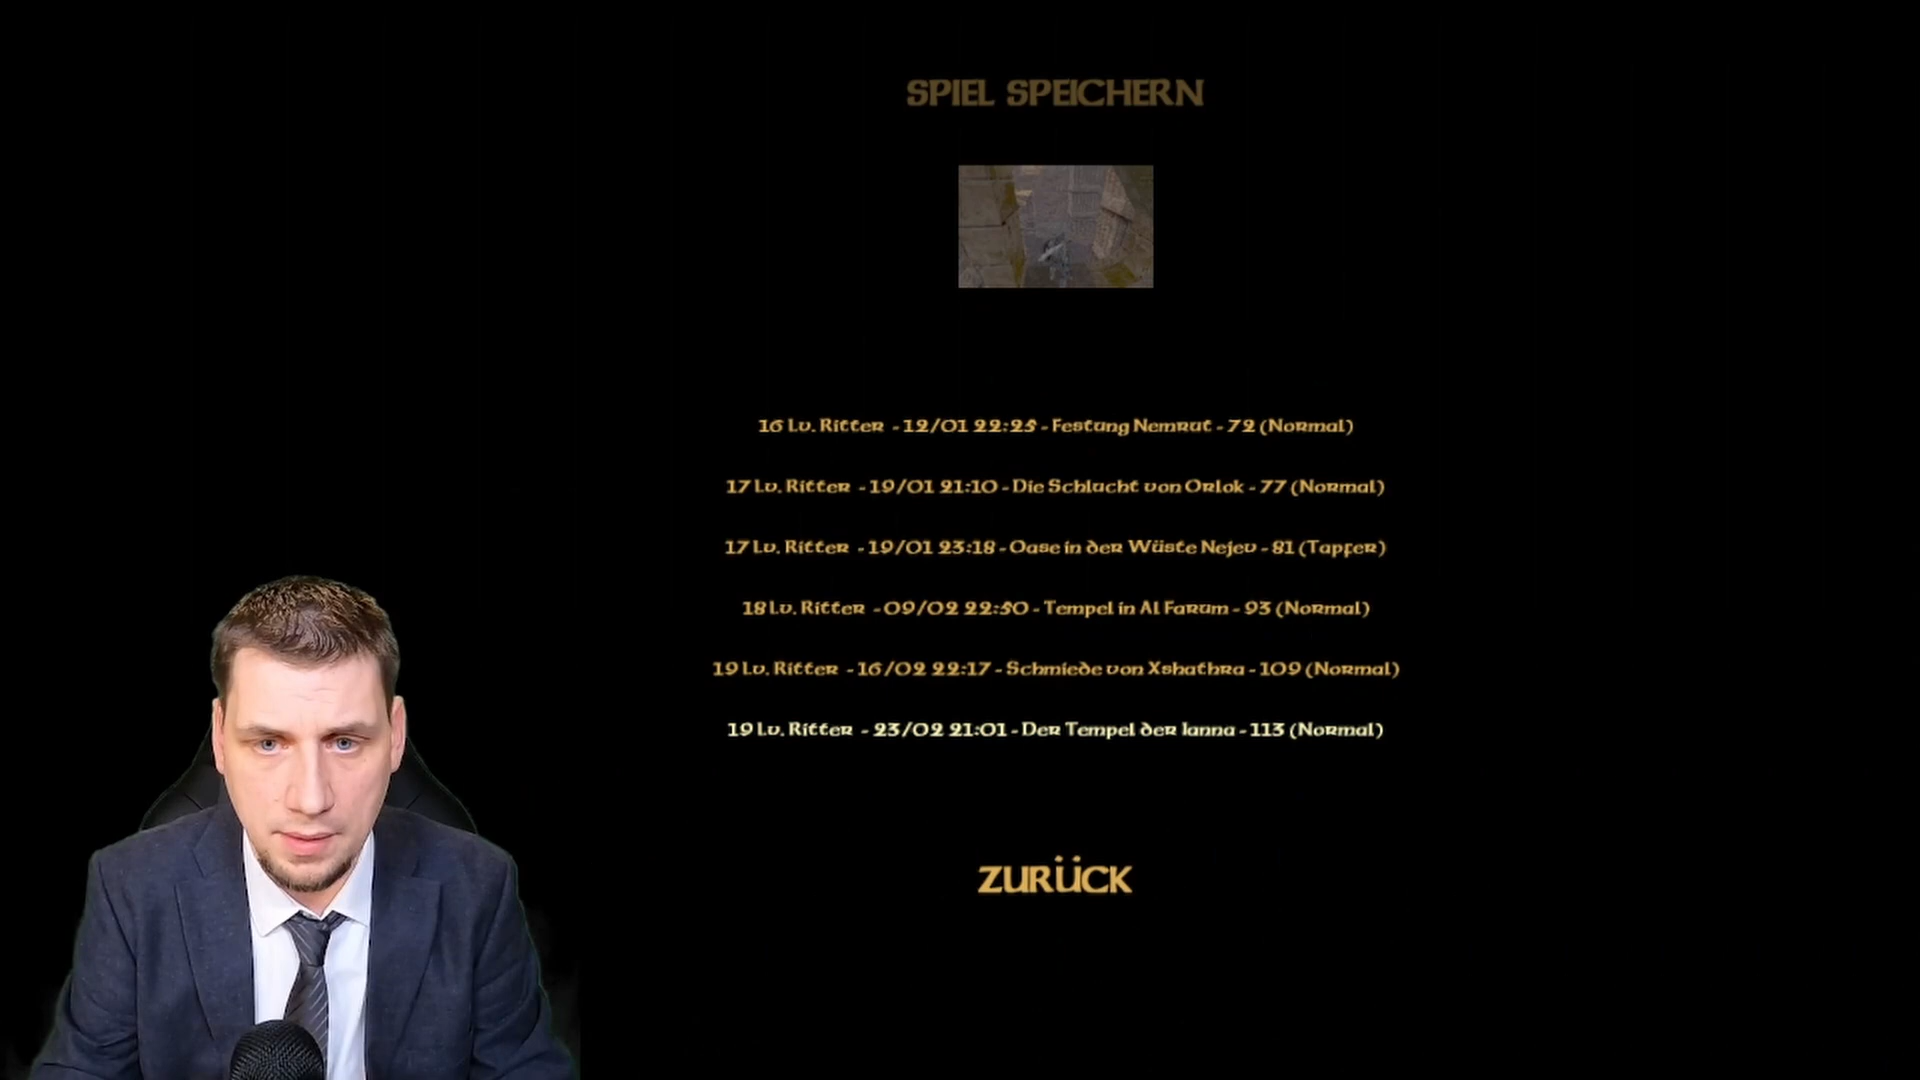 SPIEL SPEICHERN
16 Lv. Ritter - 12/01 22:25 - Festung Nemrut - 72 (Normal)
17 Lv. Ritter - 19/01 21:10 - Die Schlucht von Orlok - 77 (Normal)
17 Lv. Ritter - 19/01 23:18 - Oase in der Wüste Nejev - 81 (Tapfer)
18 Lv. Ritter - 09/02 22:50 - Tempel in Al Farum - 93 (Normal)
19 Lv. Ritter - 16/02 22:17 - Schmiede von Xshathra - 109 (Normal)
19 Lv. Ritter - 23/02 21:01 - Der Tempel der Ianna - 113 (Normal)
ZURÜCK